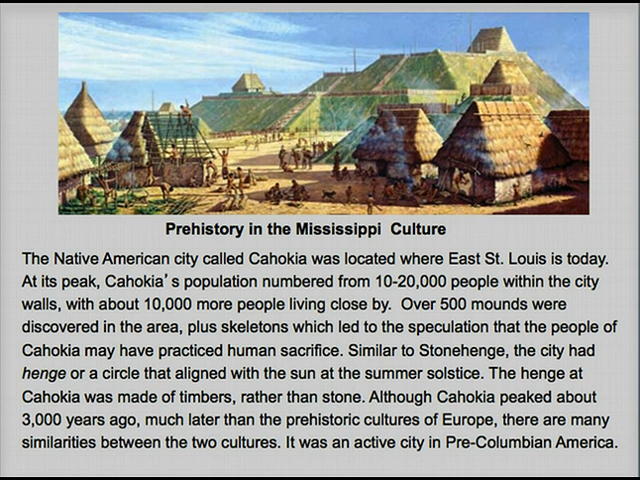 Prehistory in the Mississippi Culture
The Native American city called Cahokia was located where East St. Louis is today.
At its peak, Cahokia's population numbered from 10-20,000 people within the city
walls, with about 10,000 more people living close by. Over 500 mounds were
discovered in the area, plus skeletons which led to the speculation that the people of
Cahokia may have practiced human sacrifice. Similar to Stonehenge, the city had
henge or a circle that aligned with the sun at the summer solstice. The henge at
Cahokia was made of timbers, rather than stone. Although Cahokia peaked about
3,000 years ago, much later than the prehistoric cultures of Europe, there are many
similarities between the two cultures. It was an active city in Pre-Columbian America.